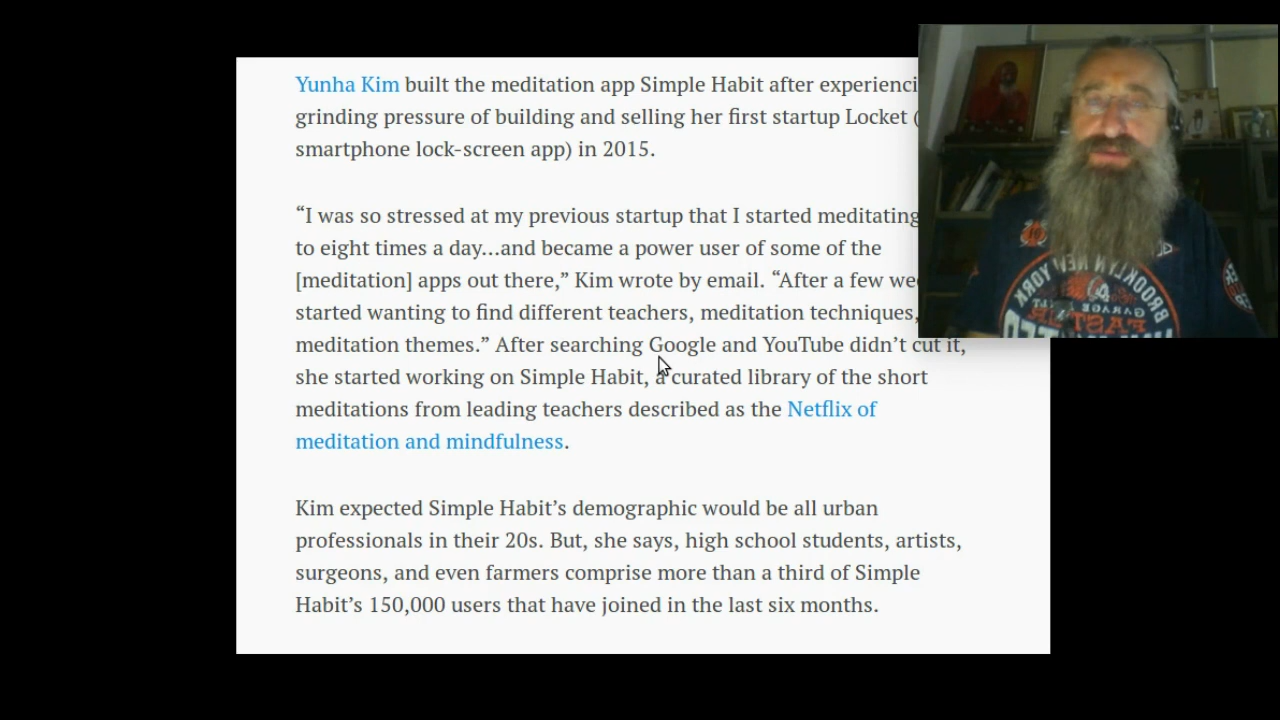 Yunha Kim built the meditation app Simple Habit after experienci
grinding pressure of building and selling her first startup Locket (
smartphone lock-screen app) in 2015.
“I was so stressed at my previous startup that I started meditating
to eight times a day…and became a power user of some of the
[meditation] apps out there,” Kim wrote by email. “After a few we
started wanting to find different teachers, meditation techniques,
meditation themes.” After searching Google and YouTube didn’t cut it,
she started working on Simple Habit, a curated library of the short
meditations from leading teachers described as the Netflix of
meditation and mindfulness.
Kim expected Simple Habit’s demographic would be all urban
professionals in their 20s. But, she says, high school students, artists,
surgeons, and even farmers comprise more than a third of Simple
Habit’s 150,000 users that have joined in the last six months.
BROOKLYN NEW YORK
GARAGE
EAST